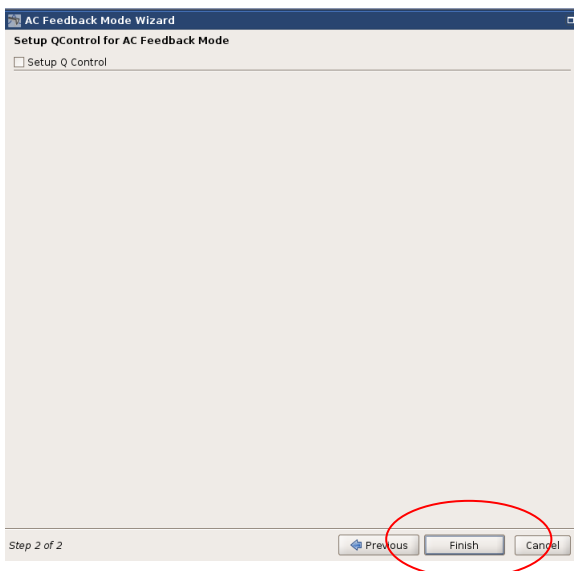 AC Feedback Mode Wizard
Setup QControl for AC Feedback Mode
Setup Q Control
Step 2 of 2
Previous
Finish
Cancel